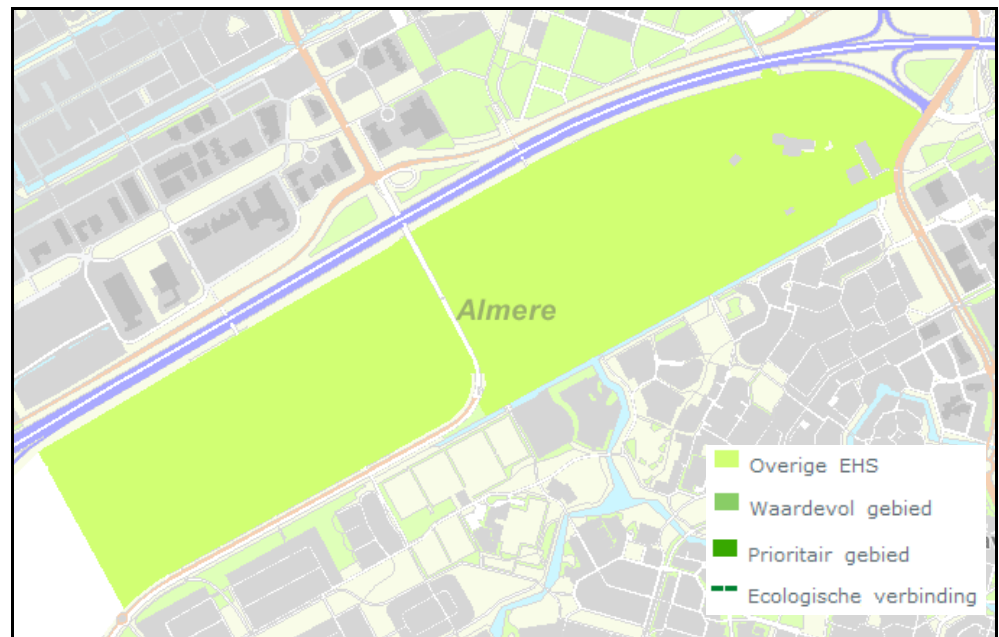 Almere
Overige EHS
Waardevol gebied
Prioritair gebied
Ecologische verbinding